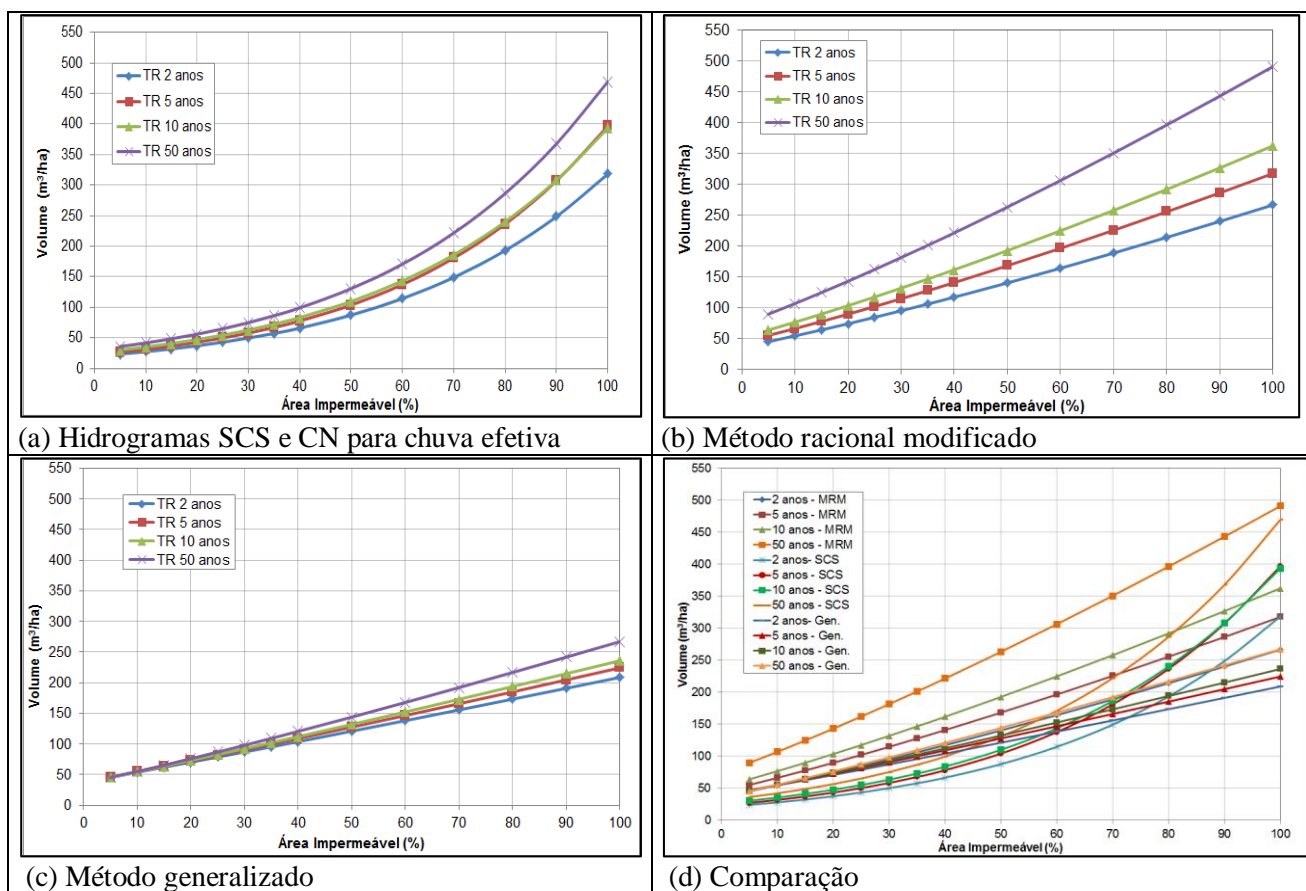 550
500
450
400
350
300
250
200
150
100
50
0
Volume (m³/ha)
TR 2 anos
TR 5 anos
TR 10 anos
TR 50 anos
0 10 20 30 40 50 60 70 80 90 100
Área Impermeável (%)
(a) Hidrogramas SCS e CN para chuva efetiva
550
500
450
400
350
300
250
200
150
100
50
0
Volume (m³/ha)
TR 2 anos
TR 5 anos
TR 10 anos
TR 50 anos
0 10 20 30 40 50 60 70 80 90 100
Área Impermeável (%)
(b) Método racional modificado
550
500
450
400
350
300
250
200
150
100
50
0
Volume (m³/ha)
TR 2 anos
TR 5 anos
TR 10 anos
TR 50 anos
0 10 20 30 40 50 60 70 80 90 100
Área Impermeável (%)
(c) Método generalizado
550
500
450
400
350
300
250
200
150
100
50
0
Volume (m³/ha)
2 anos - MRM
5 anos - MRM
10 anos - MRM
50 anos - MRM
2 anos- SCS
5 anos - SCS
10 anos - SCS
50 anos - SCS
2 anos- Gen.
5 anos - Gen.
10 anos - Gen.
50 anos - Gen.
0 10 20 30 40 50 60 70 80 90 100
Área Impermeável (%)
(d) Comparação